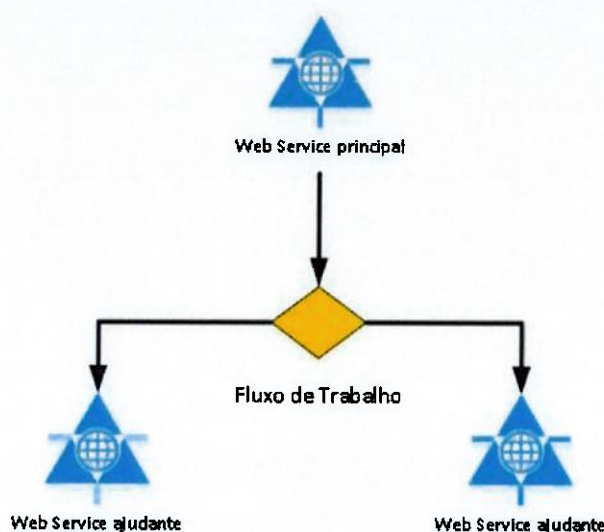 Web Service principal
Fluxo de Trabalho
Web Service ajudante
Web Service ajudante